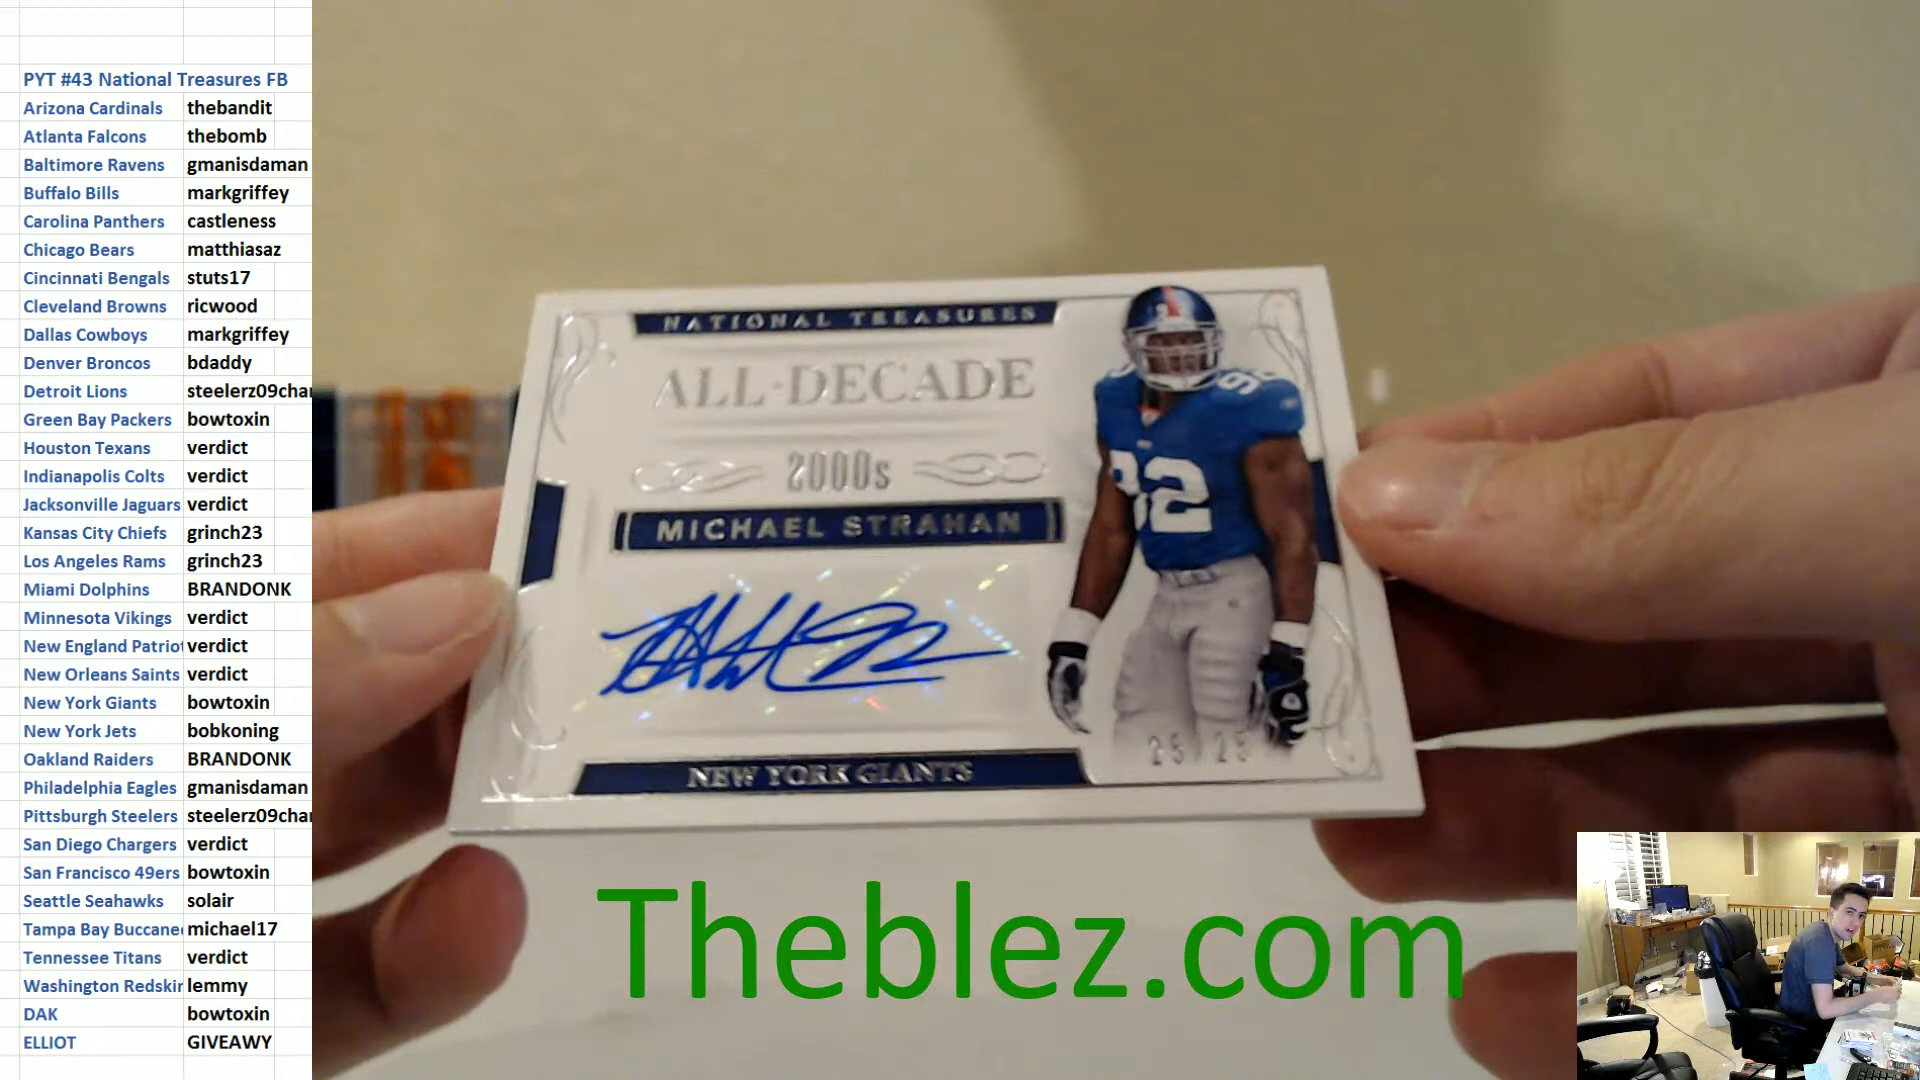 PYT #43 National Treasures FB
Arizona Cardinals thebandit
Atlanta Falcons thebomb
Baltimore Ravens gmanisdaman
Buffalo Bills markgriffey
Carolina Panthers castleness
Chicago Bears matthiasaz
Cincinnati Bengals stuts17
Cleveland Browns ricwood
Dallas Cowboys markgriffey
Denver Broncos bdaddy
Detroit Lions steelerz09cha
Green Bay Packers bowtoxin
Houston Texans verdict
Indianapolis Colts verdict
Jacksonville Jaguars verdict
Kansas City Chiefs grinch23
Los Angeles Rams grinch23
Miami Dolphins BRANDONK
Minnesota Vikings verdict
New England Patriot verdict
New Orleans Saints verdict
New York Giants bowtoxin
New York Jets bobkoning
Oakland Raiders BRANDONK
Philadelphia Eagles gmanisdaman
Pittsburgh Steelers steelerz09cha
San Diego Chargers verdict
San Francisco 49ers bowtoxin
Seattle Seahawks solair
Tampa Bay Buccanee michael17
Tennessee Titans verdict
Washington Redskin lemmy
DAK bowtoxin
ELLIOT GIVEAWY
NATIONAL TREASURES
ALL-DECADE
2000s
MICHAEL STRAHAN
92
NEW YORK GIANTS
25/25
Theblez.com